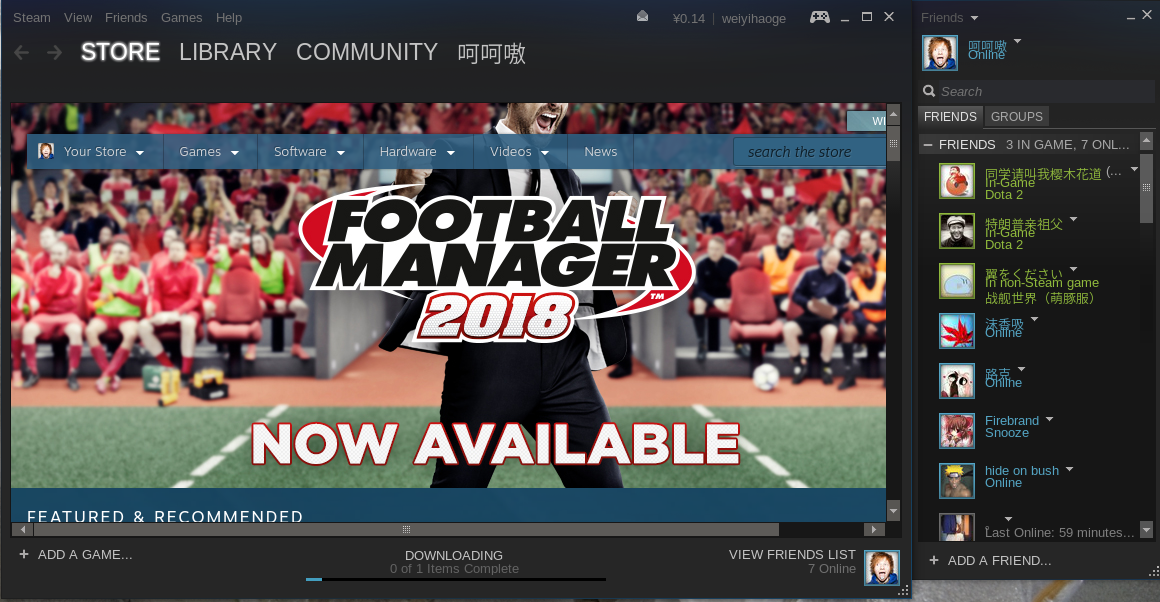 Steam View Friends Games Help
¥0.14 | weiyihaoge
STORE LIBRARY COMMUNITY 呵呵嗷
Your Store Games Software Hardware Videos News
search the store
FOOTBALL
MANAGER
TM
2018
NOW AVAILABLE
FEATURED & RECOMMENDED
+ ADD A GAME...
DOWNLOADING
0 of 1 Items Complete
VIEW FRIENDS LIST
7 Online
Friends
呵呵嗷
Online
Search
FRIENDS GROUPS
FRIENDS 3 IN GAME, 7 ONL...
同学请叫我樱木花道 (...
In-Game
Dota 2
特朗普亲祖父
In-Game
Dota 2
翼をください
In non-Steam game
战舰世界（萌豚服）
沫香吸
Online
路克
Online
Firebrand
Snooze
hide on bush
Online
Last Online: 59 minutes...
+ ADD A FRIEND...